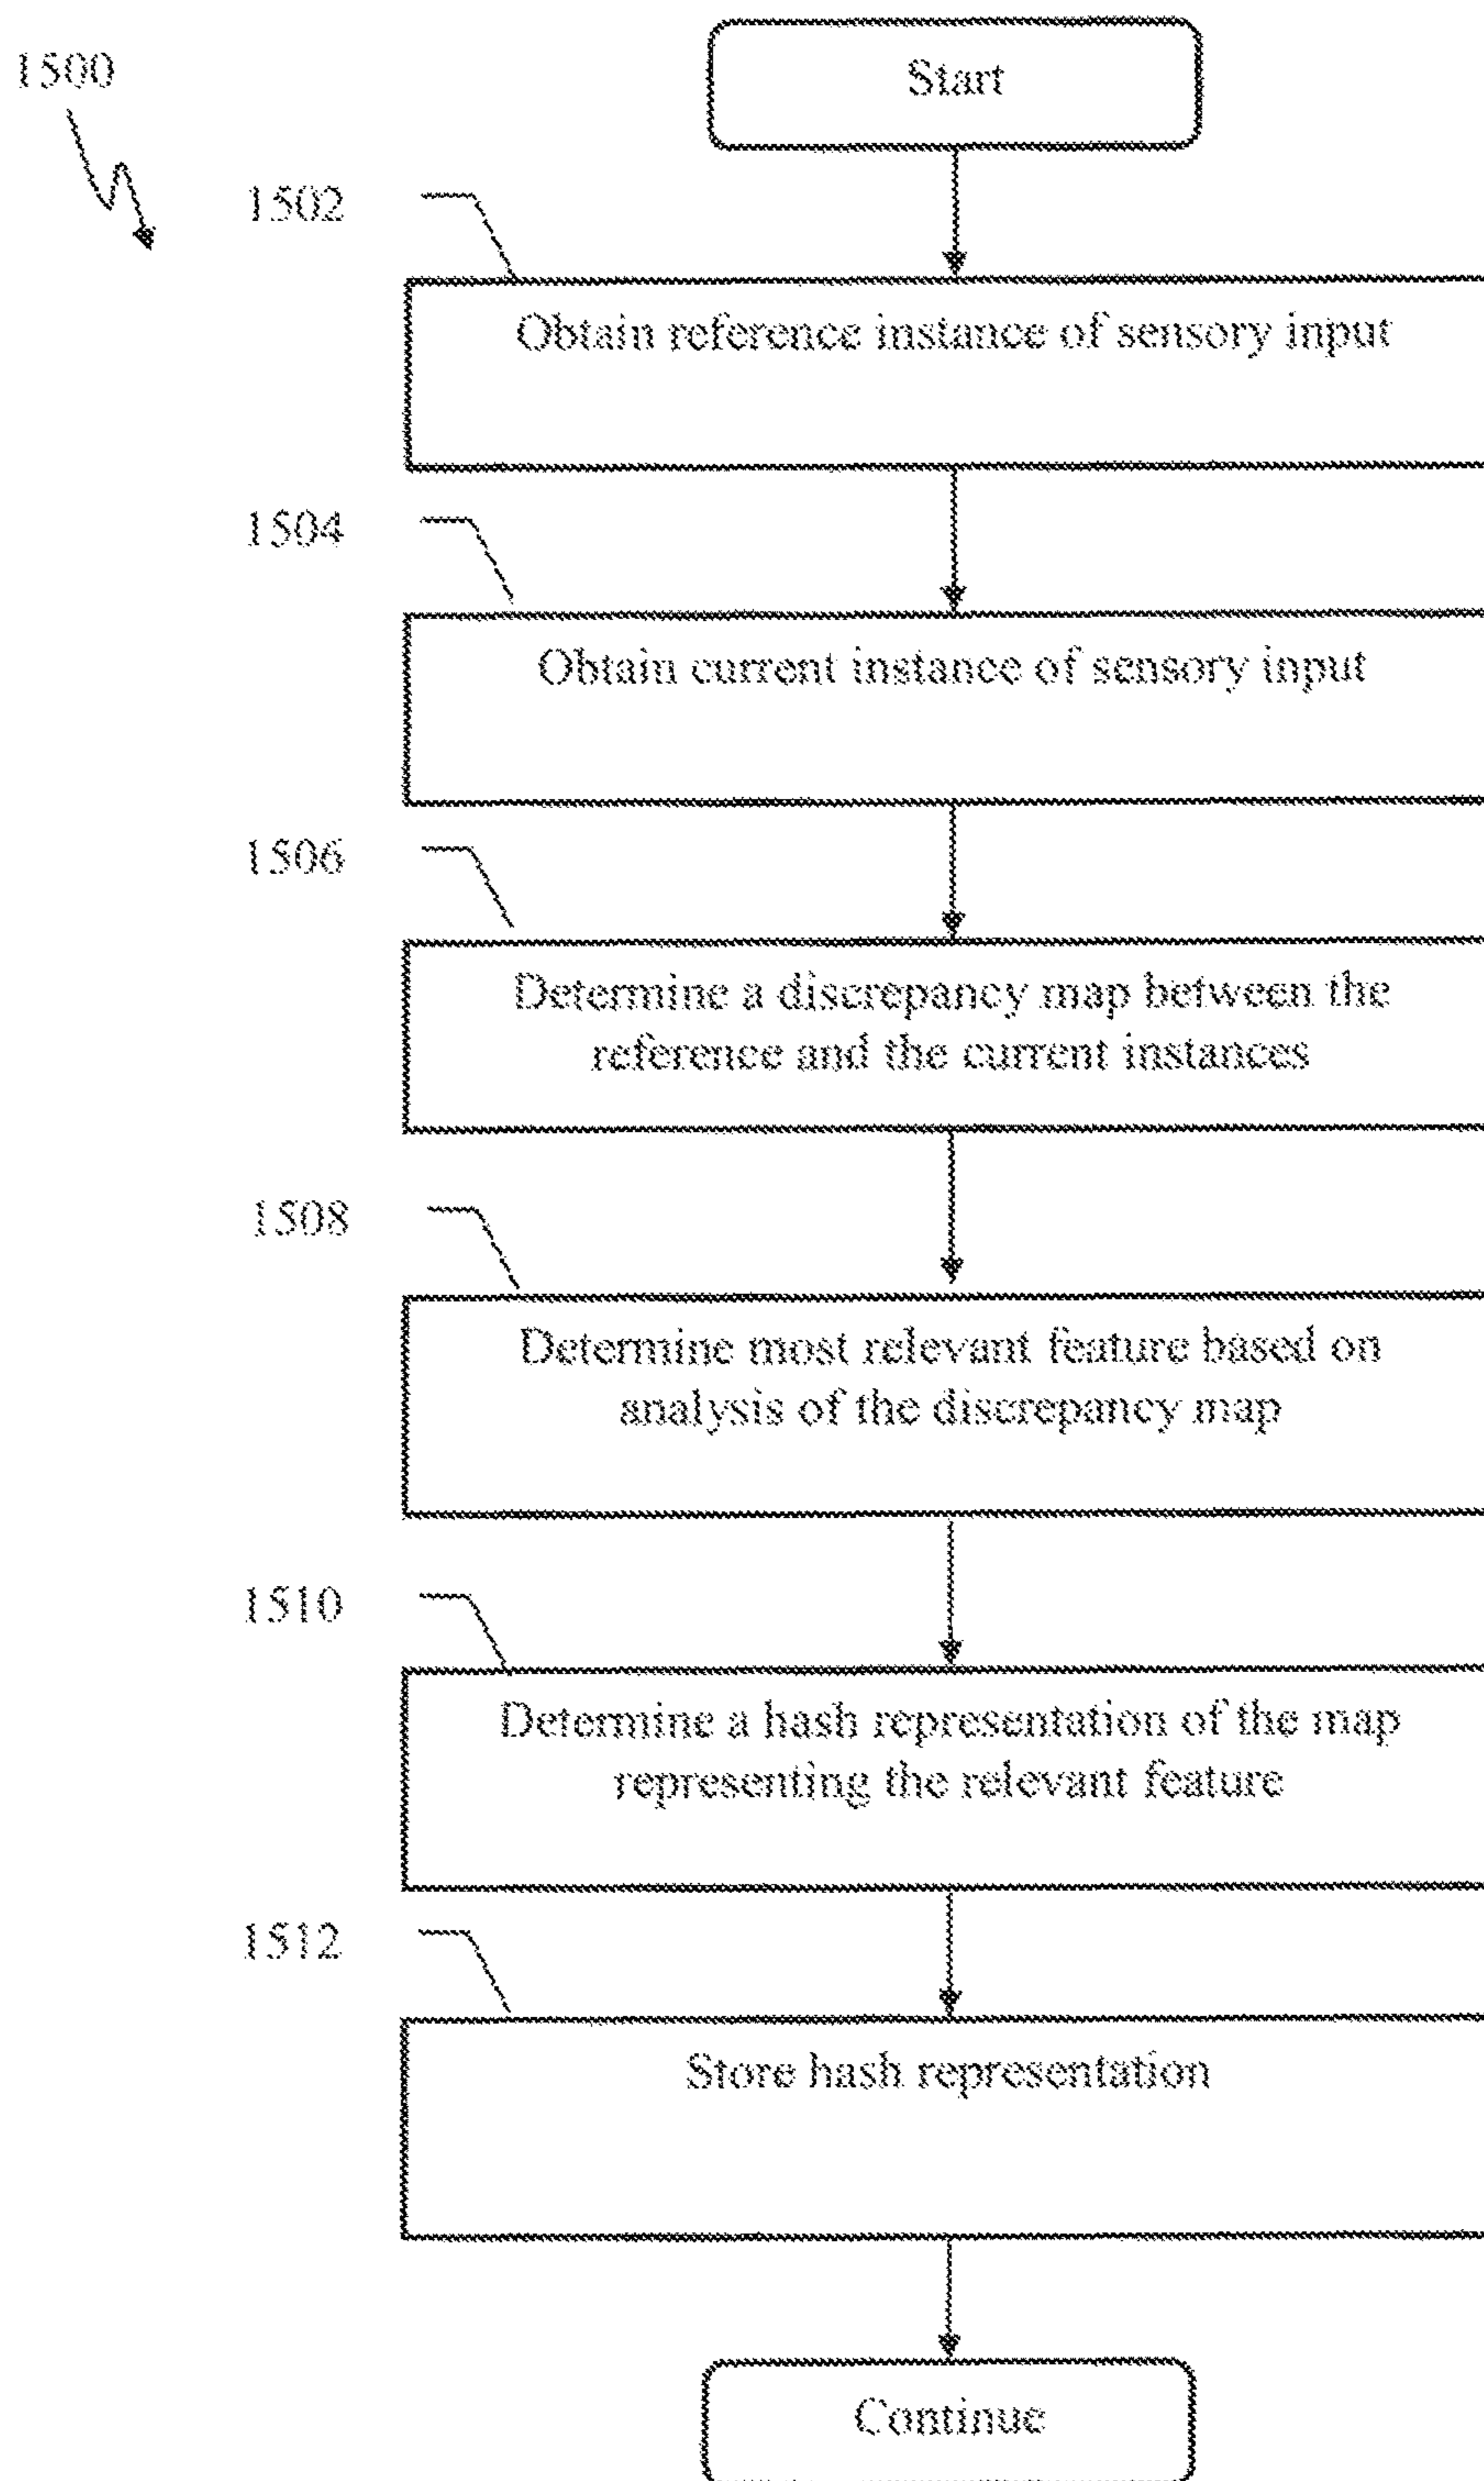 1500
Start
1502
Obtain reference instance of sensory input
1504
Obtain current instance of sensory input
1506
Determine a discrepancy map between the
reference and the current instances
1508
Determine most relevant feature based on
analysis of the discrepancy map
1510
Determine a hash representation of the map
representing the relevant feature
1512
Store hash representation
Continue